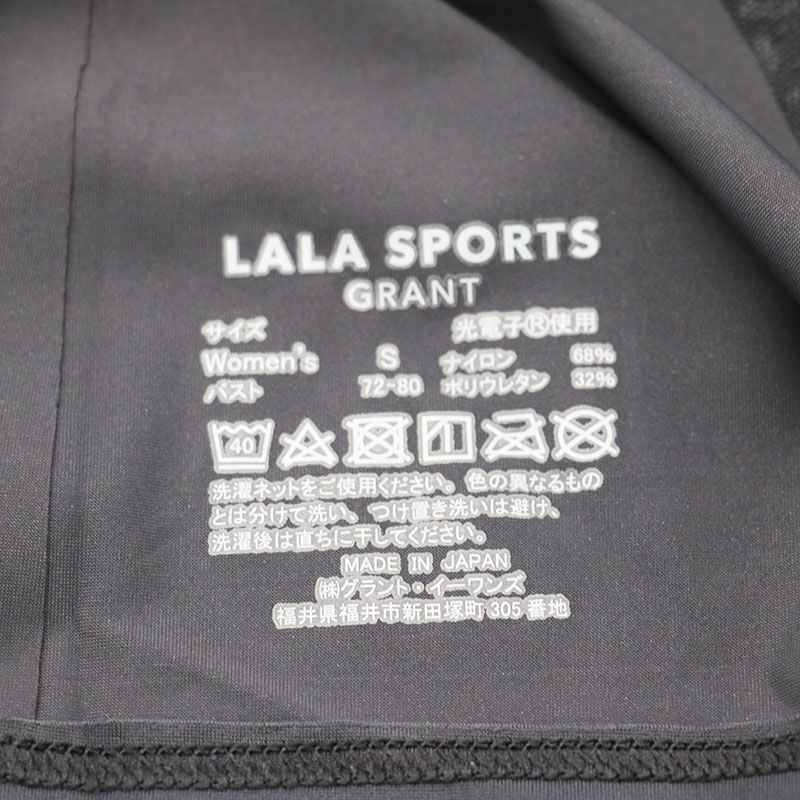 LALA SPORTS
GRANT
サイズ 光電子®使用
Women's S ナイロン 68%
バスト 72-80 ポリウレタン 32%
40
洗濯ネットをご使用ください。色の異なるもの
とは分けて洗い、つけ置き洗いは避け、
洗濯後は直ちに干してください。
MADE IN JAPAN
㈱グラント・イーワンズ
福井県福井市新田塚町305番地